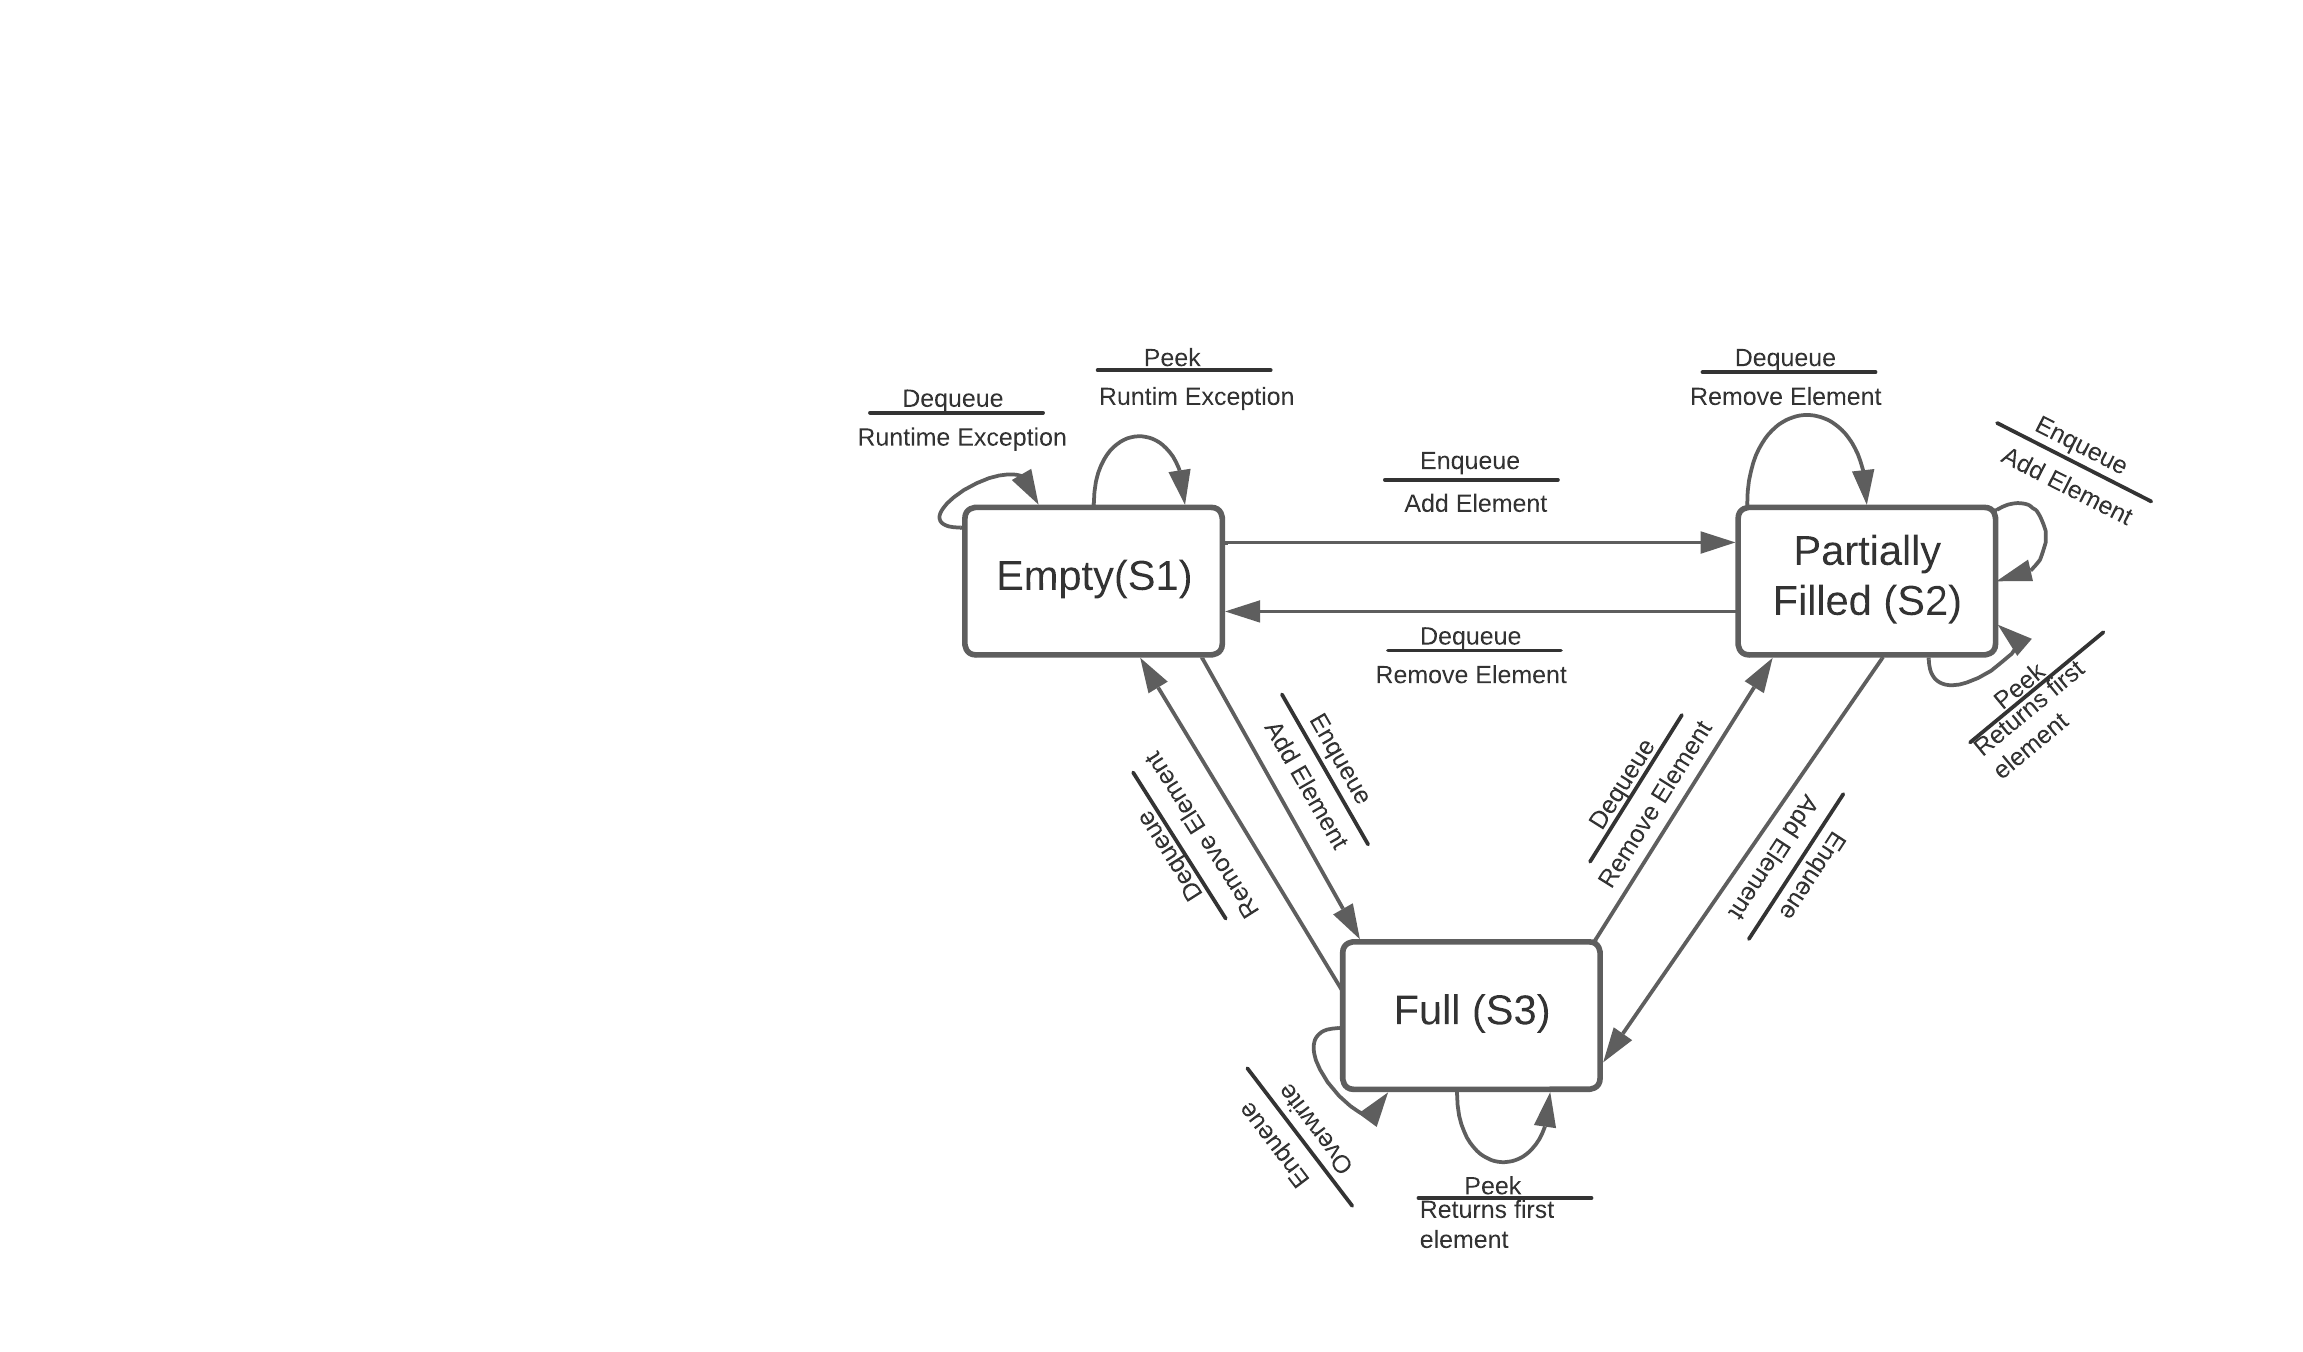 Peek
Runtim Exception
Dequeue
Runtime Exception
Dequeue
Remove Element
Enqueue
Add Element
Enqueue
Add Element
Empty(S1)
Partially
Filled (S2)
Dequeue
Remove Element
Peek
Returns first
element
Enqueue
Add Element
Dequeue
Remove Element
Dequeue
Remove Element
Enqueue
Add Element
Full (S3)
Enqueue
Overwrite
Peek
Returns first
element